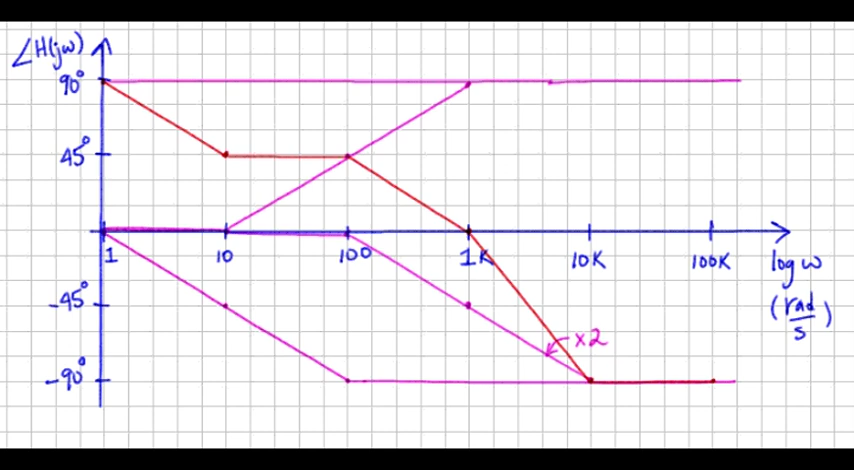 ∠H(jω)
90°
45°
1 10 100 1K 10K 100K log ω
-45°
(rad/s)
x2
-90°